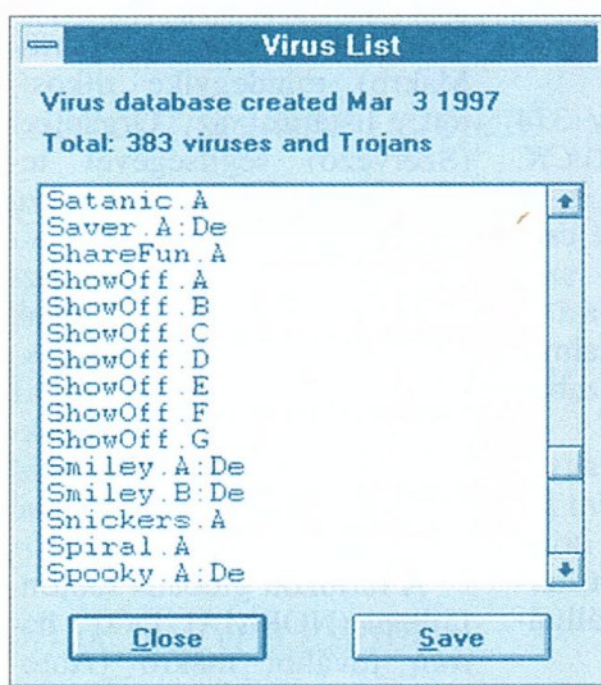 Virus List
Virus database created Mar 3 1997
Total: 383 viruses and Trojans
Satanic.A
Saver.A:De
ShareFun.A
ShowOff.A
ShowOff.B
ShowOff.C
ShowOff.D
ShowOff.E
ShowOff.F
ShowOff.G
Smiley.A:De
Smiley.B:De
Snickers.A
Spiral.A
Spooky.A:De
Close
Save